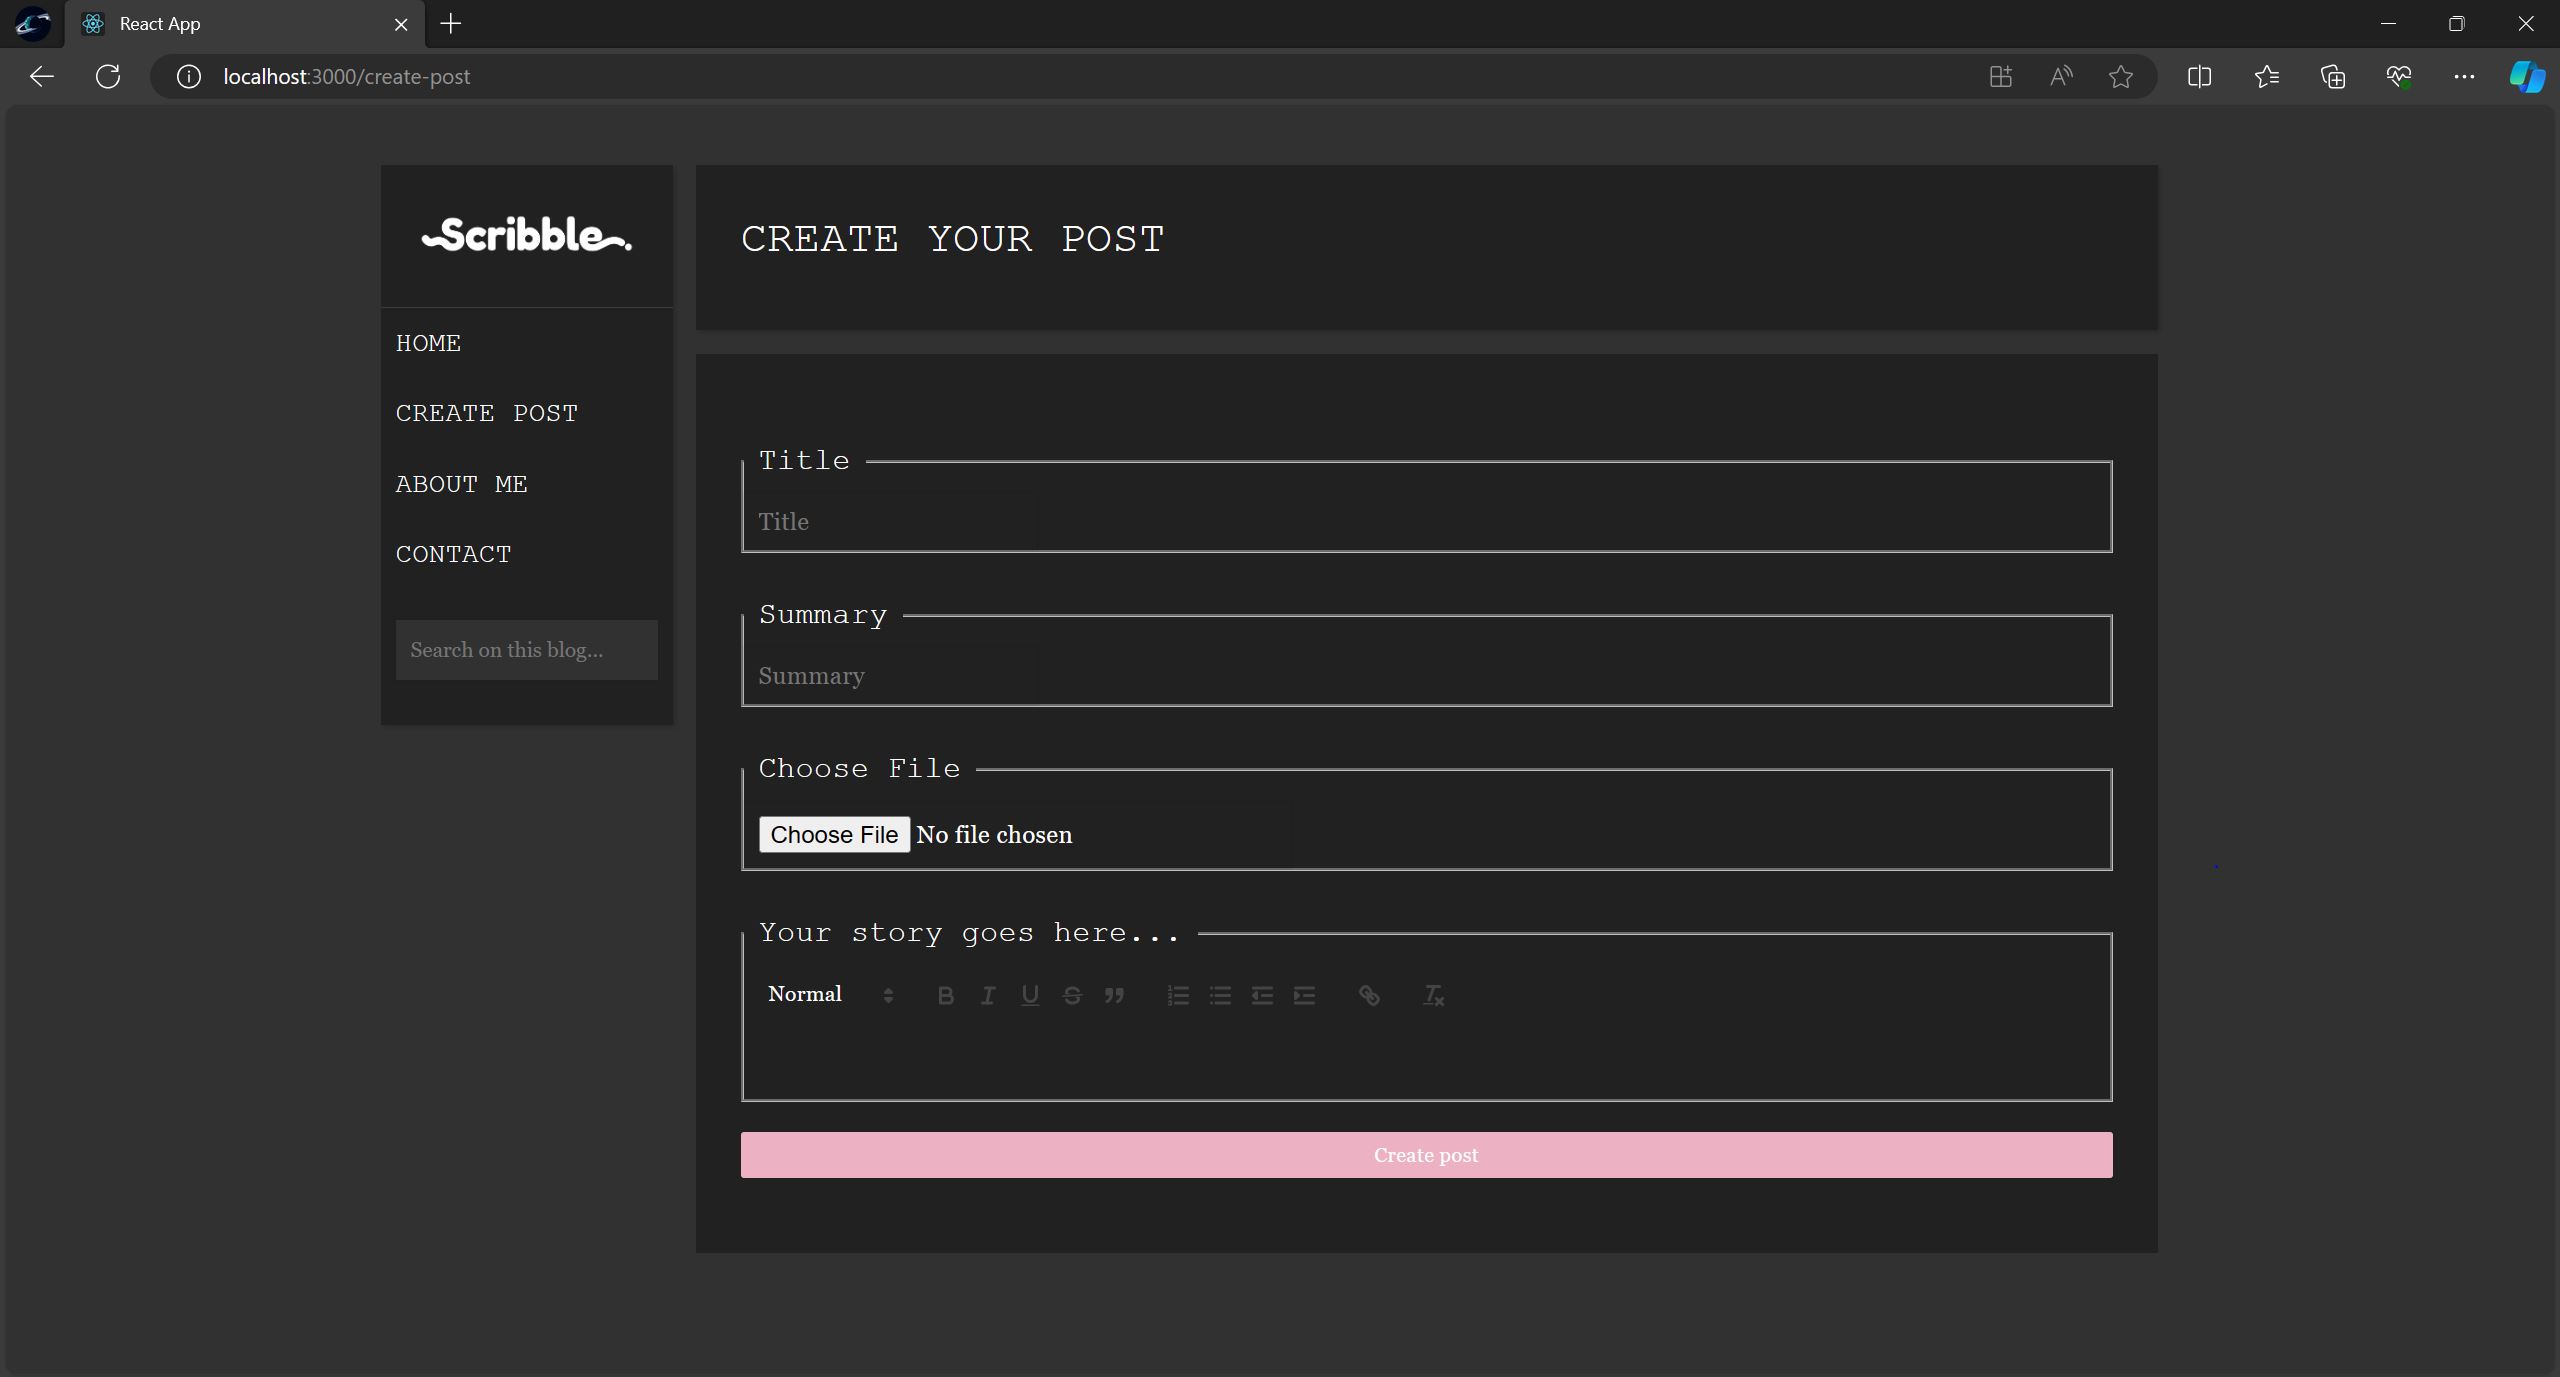 React App
localhost:3000/create-post
Scribble.
HOME
CREATE POST
ABOUT ME
CONTACT
Search on this blog...
CREATE YOUR POST
Title
Title
Summary
Summary
Choose File
Choose File No file chosen
Your story goes here...
Normal
Create post